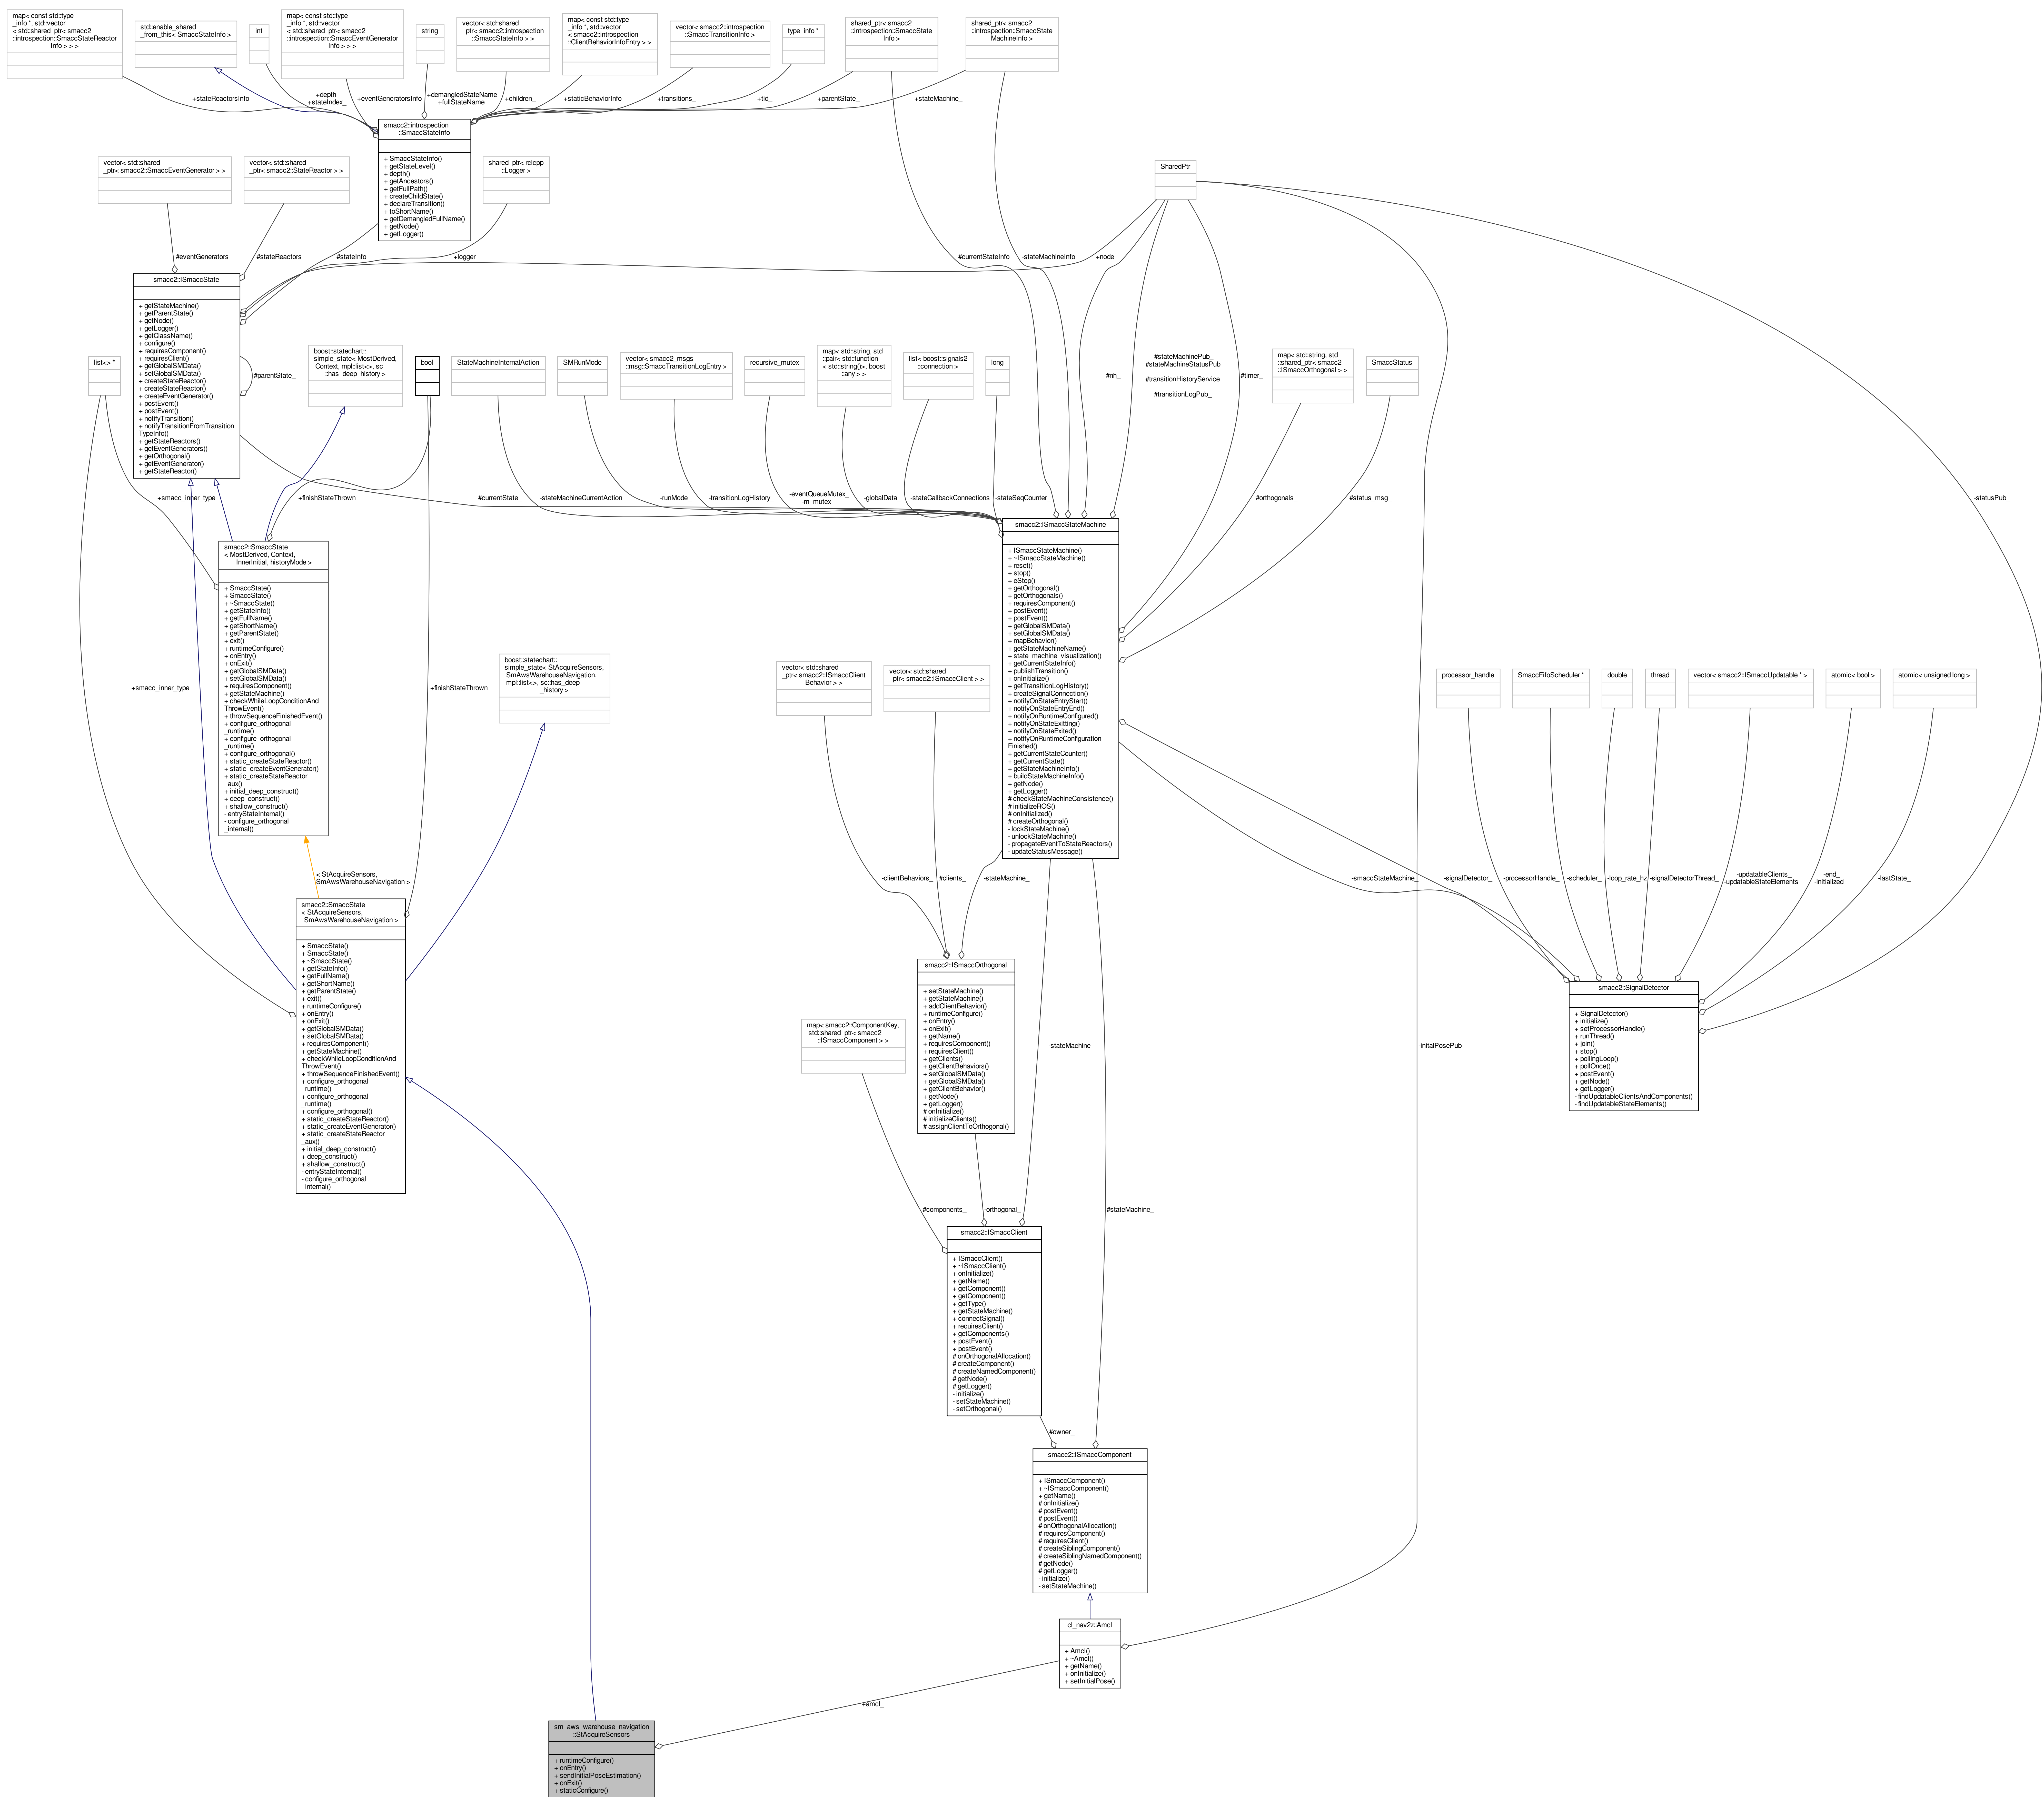 map< const std::type
_info *, std::vector
< std::shared_ptr< smacc2
::introspection::SmaccStateReactor
Info > > >
std::enable_shared
_from_this< SmaccStateInfo >
int
map< const std::type
_info *, std::vector
< std::shared_ptr< smacc2
::introspection::SmaccEventGenerator
Info > > >
string
vector< std::shared
_ptr< smacc2::introspection
::SmaccStateInfo > >
map< const std::type
_info *, std::vector
< smacc2::introspection
::ClientBehaviorInfoEntry > >
vector< smacc2::introspection
::SmaccTransitionInfo >
type_info *
shared_ptr< smacc2
::introspection::SmaccState
Info >
shared_ptr< smacc2
::introspection::SmaccState
MachineInfo >
+stateReactorsInfo
+depth_
+stateIndex_
+eventGeneratorsInfo
+demangledStateName
+fullStateName
+children_
+staticBehaviorInfo
+transitions_
+tid_
+parentState_
+stateMachine_
smacc2::introspection
::SmaccStateInfo
+ SmaccStateInfo()
+ getStateLevel()
+ depth()
+ getAncestors()
+ getFullPath()
+ createChildState()
+ declareTransition()
+ toShortName()
+ getDemangledFullName()
+ getNode()
+ getLogger()
vector< std::shared
_ptr< smacc2::SmaccEventGenerator > >
vector< std::shared
_ptr< smacc2::StateReactor > >
shared_ptr< rclcpp
::Logger >
SharedPtr
#eventGenerators_
#stateReactors_
#stateInfo_
+logger_
#currentStateInfo_
-stateMachineInfo_
+node_
smacc2::ISmaccState
+ getStateMachine()
+ getParentState()
+ getNode()
+ getLogger()
+ getClassName()
+ configure()
+ requiresComponent()
+ requiresClient()
+ getGlobalSMData()
+ setGlobalSMData()
+ createStateReactor()
+ createStateReactor()
+ createEventGenerator()
+ postEvent()
+ postEvent()
+ notifyTransition()
+ notifyTransitionFromTransition
TypeInfo()
+ getStateReactors()
+ getEventGenerators()
+ getOrthogonal()
+ getEventGenerator()
+ getStateReactor()
#parentState_
list<> *
boost::statechart::
simple_state< MostDerived,
Context, mpl::list<>, sc
::has_deep_history >
bool
StateMachineInternalAction
SMRunMode
vector< smacc2_msgs
::msg::SmaccTransitionLogEntry >
recursive_mutex
map< std::string, std
::pair< std::function
< std::string()>, boost
::any > >
list< boost::signals2
::connection >
long
#nh_
#stateMachinePub_
#stateMachineStatusPub
_
#transitionHistoryService
_
#transitionLogPub_
#timer_
map< std::string, std
::shared_ptr< smacc2
::ISmaccOrthogonal > >
SmaccStatus
+smacc_inner_type
+finishStateThrown
#currentState_
-stateMachineCurrentAction
-runMode_
-transitionLogHistory_
-eventQueueMutex_
-m_mutex_
-globalData_
-stateCallbackConnections
-stateSeqCounter_
#orthogonals_
#status_msg_
-statusPub_
smacc2::SmaccState
< MostDerived, Context,
InnerInitial, historyMode >
+ SmaccState()
+ SmaccState()
+ ~SmaccState()
+ getStateInfo()
+ getFullName()
+ getShortName()
+ getParentState()
+ exit()
+ runtimeConfigure()
+ onEntry()
+ onExit()
+ getGlobalSMData()
+ setGlobalSMData()
+ requiresComponent()
+ getStateMachine()
+ checkWhileLoopConditionAnd
ThrowEvent()
+ throwSequenceFinishedEvent()
+ configure_orthogonal
_runtime()
+ configure_orthogonal
_runtime()
+ configure_orthogonal()
+ static_createStateReactor()
+ static_createEventGenerator()
+ static_createStateReactor
_aux()
+ initial_deep_construct()
+ deep_construct()
+ shallow_construct()
- entryStateInternal()
- configure_orthogonal
_internal()
smacc2::ISmaccStateMachine
+ ISmaccStateMachine()
+ ~ISmaccStateMachine()
+ reset()
+ stop()
+ eStop()
+ getOrthogonal()
+ getOrthogonals()
+ requiresComponent()
+ postEvent()
+ postEvent()
+ getGlobalSMData()
+ setGlobalSMData()
+ mapBehavior()
+ getStateMachineName()
+ state_machine_visualization()
+ getCurrentStateInfo()
+ publishTransition()
+ onInitialize()
+ getTransitionLogHistory()
+ createSignalConnection()
+ notifyOnStateEntryStart()
+ notifyOnStateEntryEnd()
+ notifyOnRuntimeConfigured()
+ notifyOnStateExitting()
+ notifyOnStateExited()
+ notifyOnRuntimeConfiguration
Finished()
+ getCurrentStateCounter()
+ getCurrentState()
+ getStateMachineInfo()
+ buildStateMachineInfo()
+ getNode()
+ getLogger()
# checkStateMachineConsistence()
# initializeROS()
# onInitialized()
# createOrthogonal()
- lockStateMachine()
- unlockStateMachine()
- propagateEventToStateReactors()
- updateStatusMessage()
+smacc_inner_type
+finishStateThrown
boost::statechart::
simple_state< StAcquireSensors,
SmAwsWarehouseNavigation,
mpl::list<>, sc::has_deep
_history >
vector< std::shared
_ptr< smacc2::ISmaccClient
Behavior > >
vector< std::shared
_ptr< smacc2::ISmaccClient > >
processor_handle
SmaccFifoScheduler *
double
thread
vector< smacc2::ISmaccUpdatable * >
atomic< bool >
atomic< unsigned long >
< StAcquireSensors,
SmAwsWarehouseNavigation >
-clientBehaviors_
#clients_
-stateMachine_
-smaccStateMachine_
-signalDetector_
-processorHandle_
-scheduler_
-loop_rate_hz
-signalDetectorThread_
-updatableClients_
-updatableStateElements_
-end_
-initialized_
-lastState_
smacc2::SmaccState
< StAcquireSensors,
SmAwsWarehouseNavigation >
+ SmaccState()
+ SmaccState()
+ ~SmaccState()
+ getStateInfo()
+ getFullName()
+ getShortName()
+ getParentState()
+ exit()
+ runtimeConfigure()
+ onEntry()
+ onExit()
+ getGlobalSMData()
+ setGlobalSMData()
+ requiresComponent()
+ getStateMachine()
+ checkWhileLoopConditionAnd
ThrowEvent()
+ throwSequenceFinishedEvent()
+ configure_orthogonal
_runtime()
+ configure_orthogonal
_runtime()
+ configure_orthogonal()
+ static_createStateReactor()
+ static_createEventGenerator()
+ static_createStateReactor
_aux()
+ initial_deep_construct()
+ deep_construct()
+ shallow_construct()
- entryStateInternal()
- configure_orthogonal
_internal()
smacc2::ISmaccOrthogonal
+ setStateMachine()
+ getStateMachine()
+ addClientBehavior()
+ runtimeConfigure()
+ onEntry()
+ onExit()
+ getName()
+ requiresComponent()
+ requiresClient()
+ getClients()
+ getClientBehaviors()
+ setGlobalSMData()
+ getGlobalSMData()
+ getClientBehavior()
+ getNode()
+ getLogger()
# onInitialize()
# initializeClients()
# assignClientToOrthogonal()
smacc2::SignalDetector
+ SignalDetector()
+ initialize()
+ setProcessorHandle()
+ runThread()
+ join()
+ stop()
+ pollingLoop()
+ pollOnce()
+ postEvent()
+ getNode()
+ getLogger()
- findUpdatableClientsAndComponents()
- findUpdatableStateElements()
map< smacc2::ComponentKey,
std::shared_ptr< smacc2
::ISmaccComponent > >
-stateMachine_
-initalPosePub_
#components_
-orthogonal_
#stateMachine_
smacc2::ISmaccClient
+ ISmaccClient()
+ ~ISmaccClient()
+ onInitialize()
+ getName()
+ getComponent()
+ getComponent()
+ getType()
+ getStateMachine()
+ connectSignal()
+ requiresClient()
+ getComponents()
+ postEvent()
+ postEvent()
# onOrthogonalAllocation()
# createComponent()
# createNamedComponent()
# getNode()
# getLogger()
- initialize()
- setStateMachine()
- setOrthogonal()
#owner_
smacc2::ISmaccComponent
+ ISmaccComponent()
+ ~ISmaccComponent()
+ getName()
# onInitialize()
# postEvent()
# postEvent()
# onOrthogonalAllocation()
# requiresComponent()
# requiresClient()
# createSiblingComponent()
# createSiblingNamedComponent()
# getNode()
# getLogger()
- initialize()
- setStateMachine()
cl_nav2z::Amcl
+ Amcl()
+ ~Amcl()
+ getName()
+ onInitialize()
+ setInitialPose()
+amcl_
sm_aws_warehouse_navigation
::StAcquireSensors
+ runtimeConfigure()
+ onEntry()
+ sendInitialPoseEstimation()
+ onExit()
+ staticConfigure()